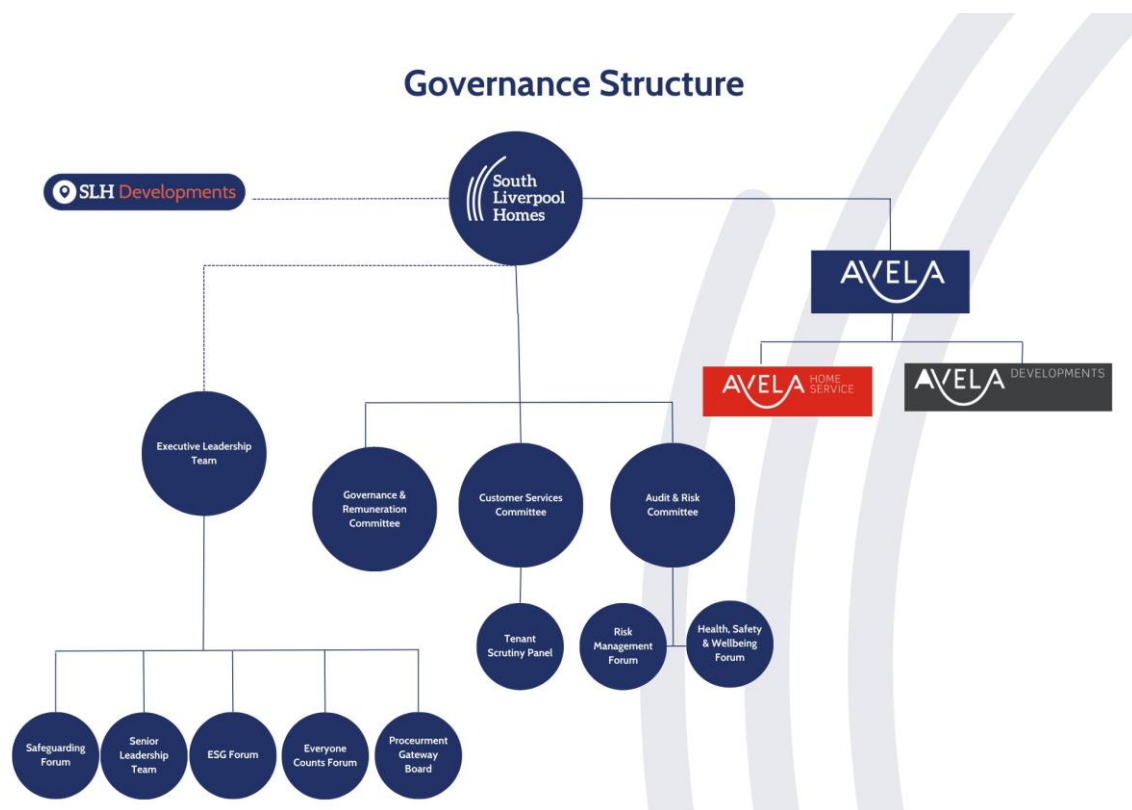 Governance Structure
SLH Developments
South
Liverpool
Homes
AVELA
AVELA HOME
SERVICE
AVELA DEVELOPMENTS
Executive Leadership
Team
Governance &
Remuneration
Committee
Customer Services
Committee
Audit & Risk
Committee
Tenant
Scrutiny Panel
Risk
Management
Forum
Health, Safety
& Wellbeing
Forum
Safeguarding
Forum
Senior
Leadership
Team
ESG Forum
Everyone
Counts Forum
Proceurment
Gateway
Board